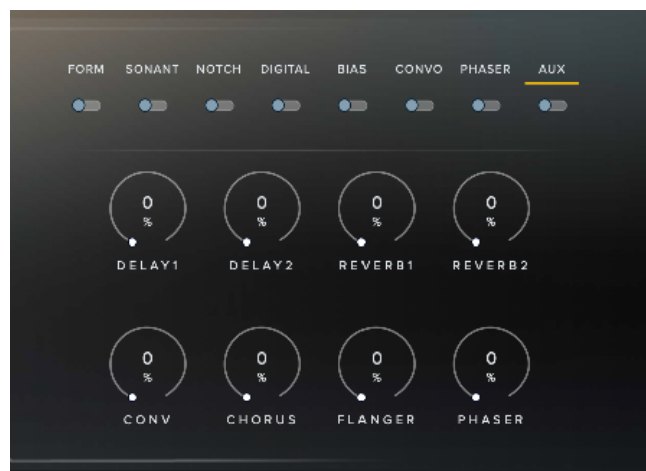 FORM SONANT NOTCH DIGITAL BIAS CONVO PHASER AUX
0 0 0 0
% % % %
DELAY1 DELAY2 REVERB1 REVERB2
0 0 0 0
% % % %
CONV CHORUS FLANGER PHASER